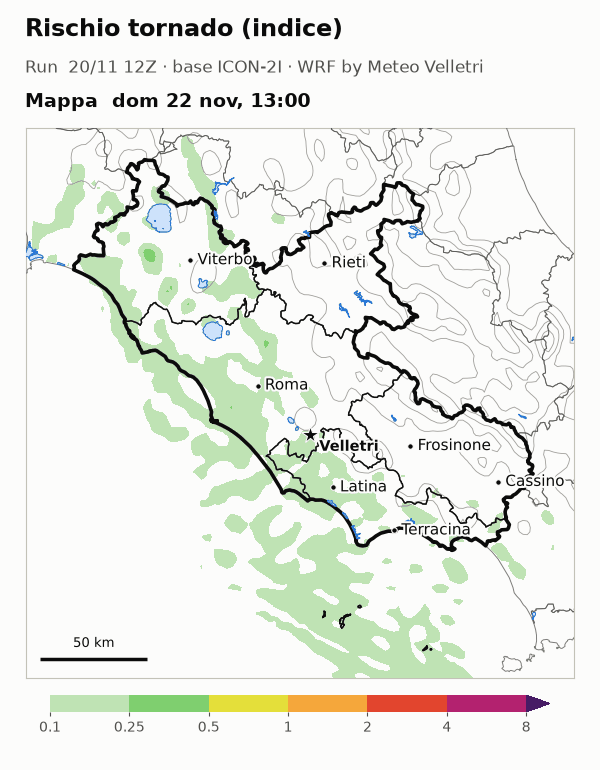 Rischio tornado (indice)
Run  20/11 12Z · base ICON-2I · WRF by Meteo Velletri
Mappa  dom 22 nov, 13:00
Viterbo
Rieti
Roma
Velletri
Frosinone
Latina
Cassino
Terracina
50 km
0.1 0.25 0.5 1 2 4 8